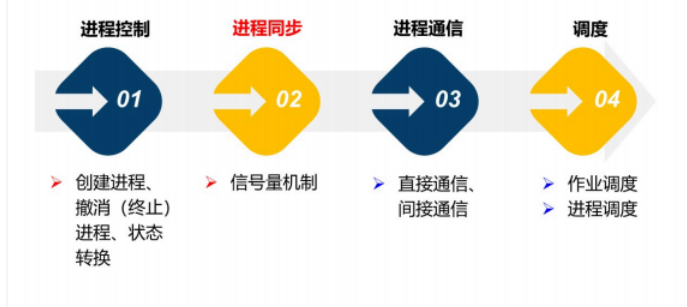 进程控制
进程同步
进程通信
调度
01
02
03
04
创建进程、
撤消（终止）
进程、状态
转换
信号量机制
直接通信、
间接通信
作业调度
进程调度